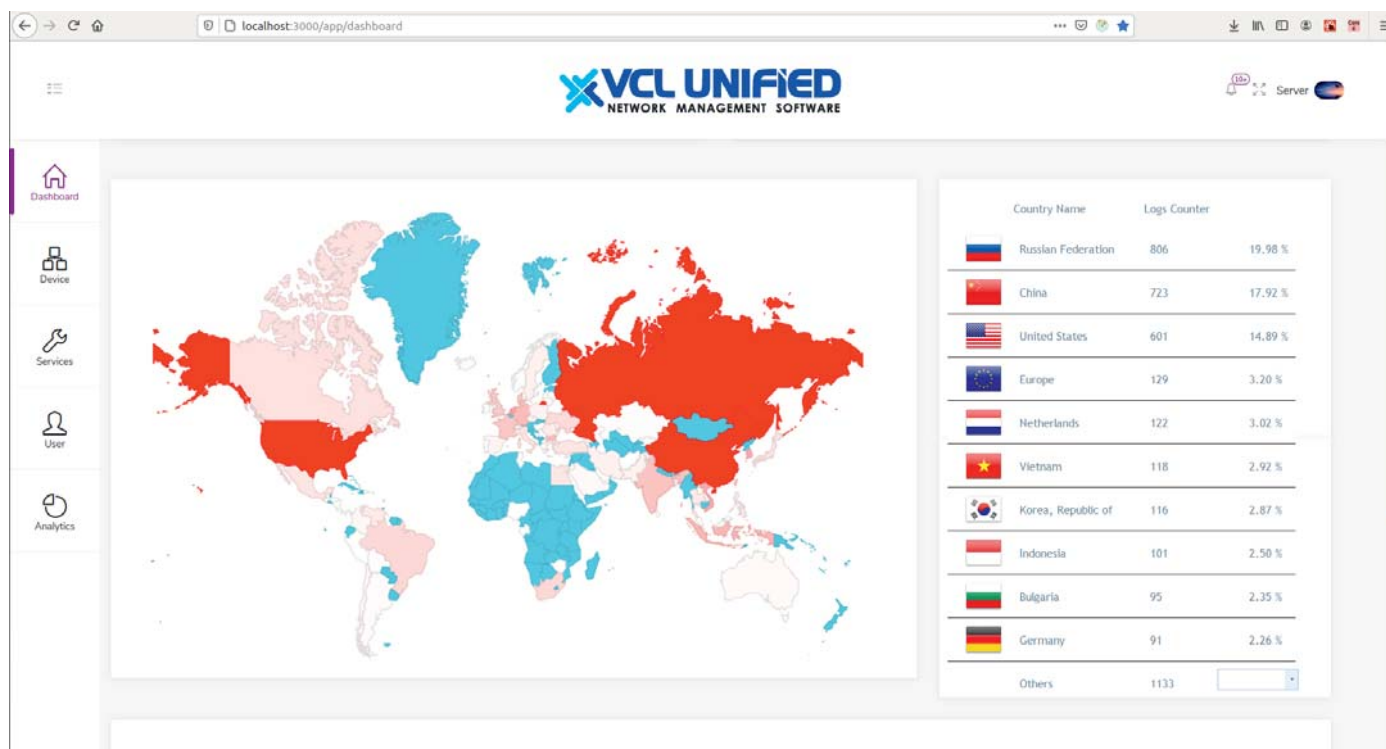 localhost:3000/app/dashboard
VCL UNIFIED
NETWORK MANAGEMENT SOFTWARE
10+
Server
Dashboard
Device
Services
User
Analytics
Country Name Logs Counter
Russian Federation 806 19.98 %
China 723 17.92 %
United States 601 14.89 %
Europe 129 3.20 %
Netherlands 122 3.02 %
Vietnam 118 2.92 %
Korea, Republic of 116 2.87 %
Indonesia 101 2.50 %
Bulgaria 95 2.35 %
Germany 91 2.26 %
Others 1133